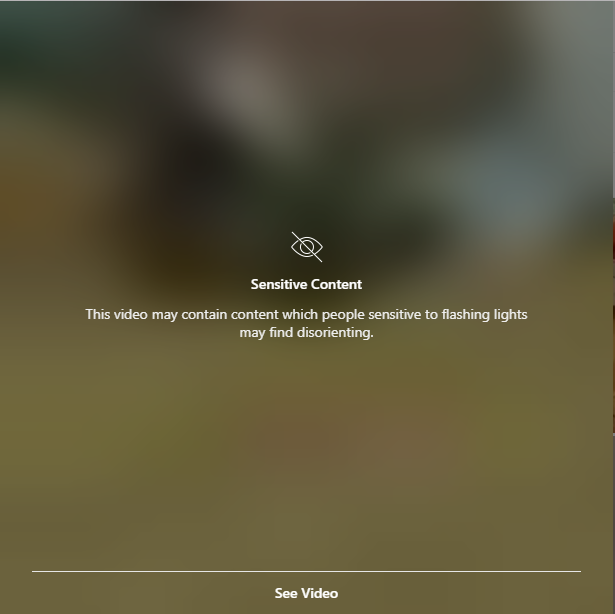 Sensitive Content
This video may contain content which people sensitive to flashing lights
may find disorienting.
See Video